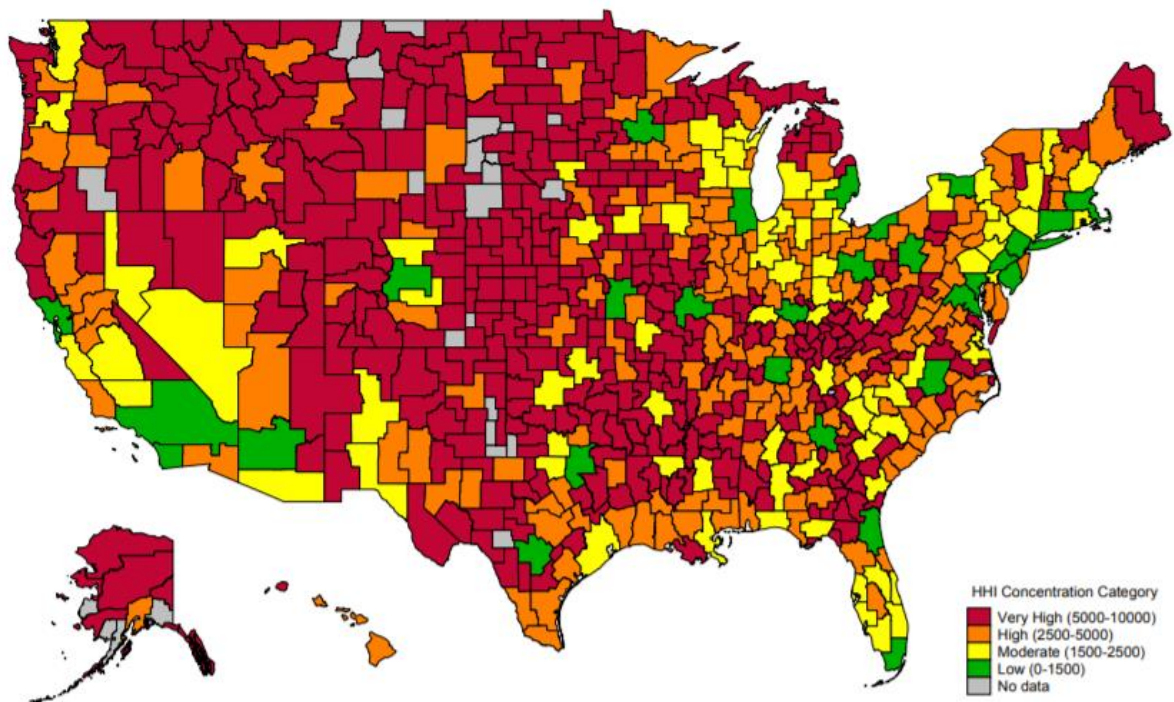 HHI Concentration Category
Very High (5000-10000)
High (2500-5000)
Moderate (1500-2500)
Low (0-1500)
No data